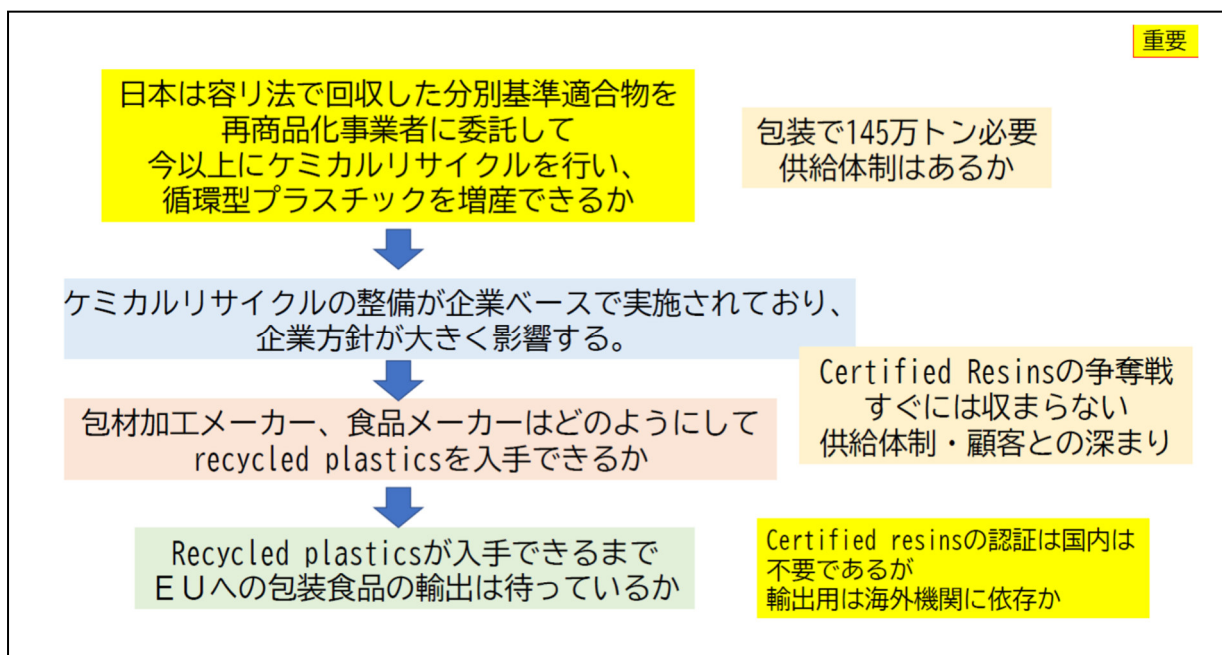 重要
日本は容リ法で回収した分別基準適合物を
再商品化事業者に委託して
今以上にケミカルリサイクルを行い、
循環型プラスチックを増産できるか
包装で145万トン必要
供給体制はあるか
ケミカルリサイクルの整備が企業ベースで実施されており、
企業方針が大きく影響する。
Certified Resinsの争奪戦
すぐには収まらない
供給体制・顧客との深まり
包材加工メーカー、食品メーカーはどのようにして
recycled plasticsを入手できるか
Recycled plasticsが入手できるまで
ＥＵへの包装食品の輸出は待っているか
Certified resinsの認証は国内は
不要であるが
輸出用は海外機関に依存か